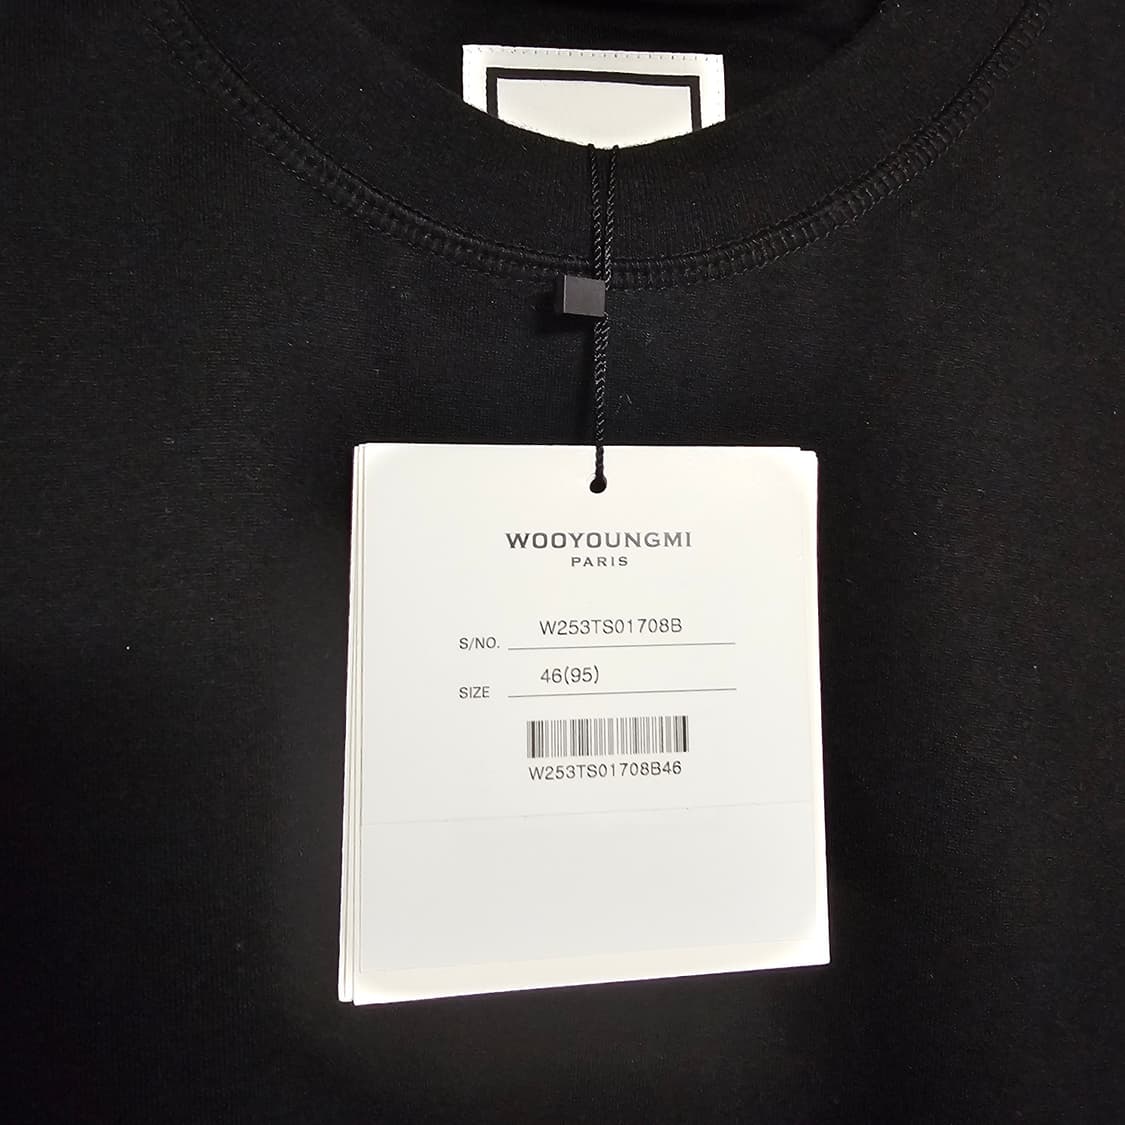 WOOYOUNGMI
PARIS
S/NO. W253TS01708B
SIZE 46(95)
W253TS01708B46